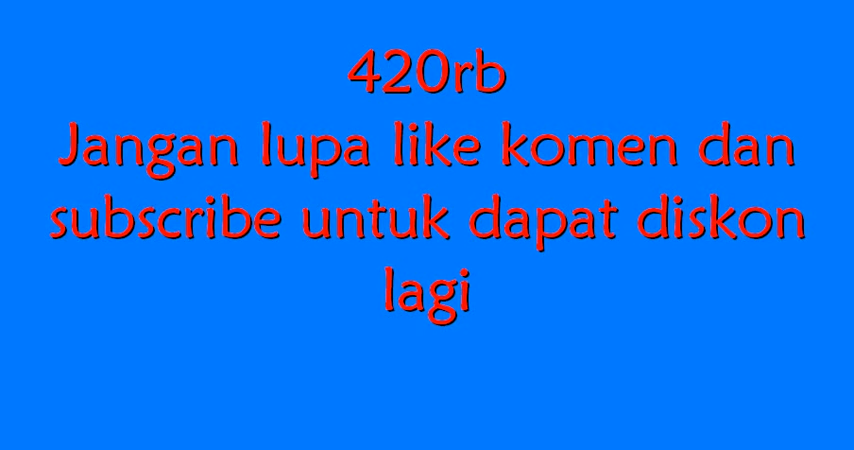 420rb
Jangan lupa like komen dan
subscribe untuk dapat diskon
lagi